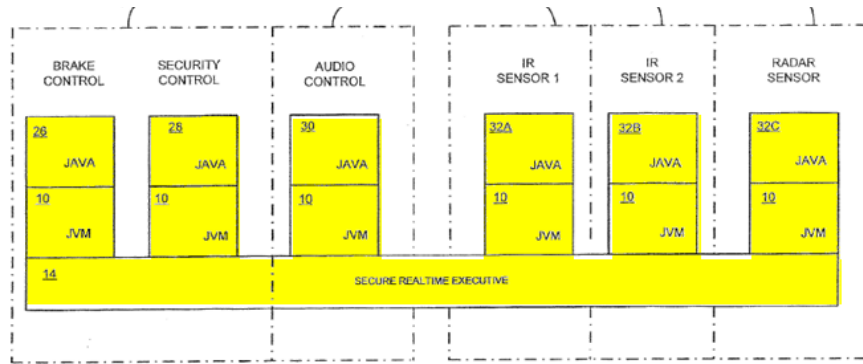 BRAKE CONTROL
SECURITY CONTROL
AUDIO CONTROL
IR SENSOR 1
IR SENSOR 2
RADAR SENSOR
26 28 30 32A 32B 32C
JAVA JAVA JAVA JAVA JAVA JAVA
10 10 10 10 10 10
JVM JVM JVM JVM JVM JVM
14
SECURE REALTIME EXECUTIVE